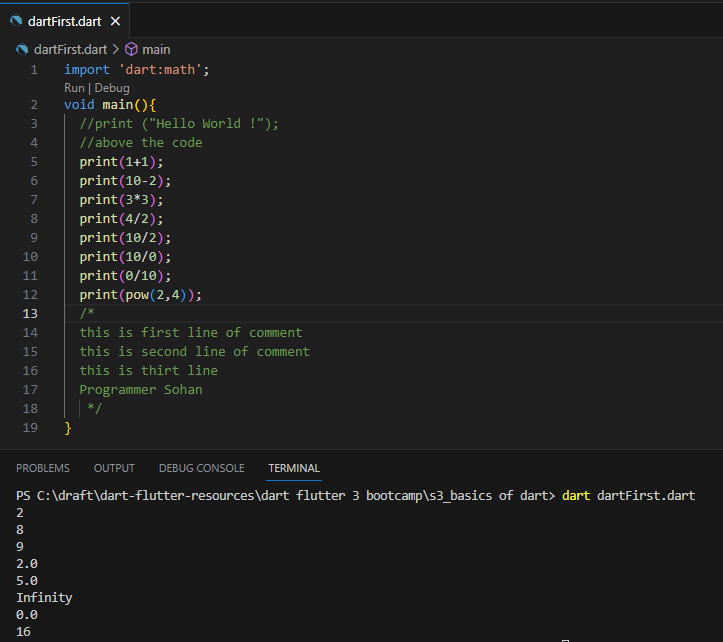 dartFirst.dart
dartFirst.dart > main
1 import 'dart:math';
Run | Debug
2 void main(){
3 //print ("Hello World !");
4 //above the code
5 print(1+1);
6 print(10-2);
7 print(3*3);
8 print(4/2);
9 print(10/2);
10 print(10/0);
11 print(0/10);
12 print(pow(2,4));
13 /*
14 this is first line of comment
15 this is second line of comment
16 this is thirt line
17 Programmer Sohan
18 */
19 }
PROBLEMS OUTPUT DEBUG CONSOLE TERMINAL
PS C:\draft\dart-flutter-resources\dart flutter 3 bootcamp\s3_basics of dart> dart dartFirst.dart
2
8
9
2.0
5.0
Infinity
0.0
16